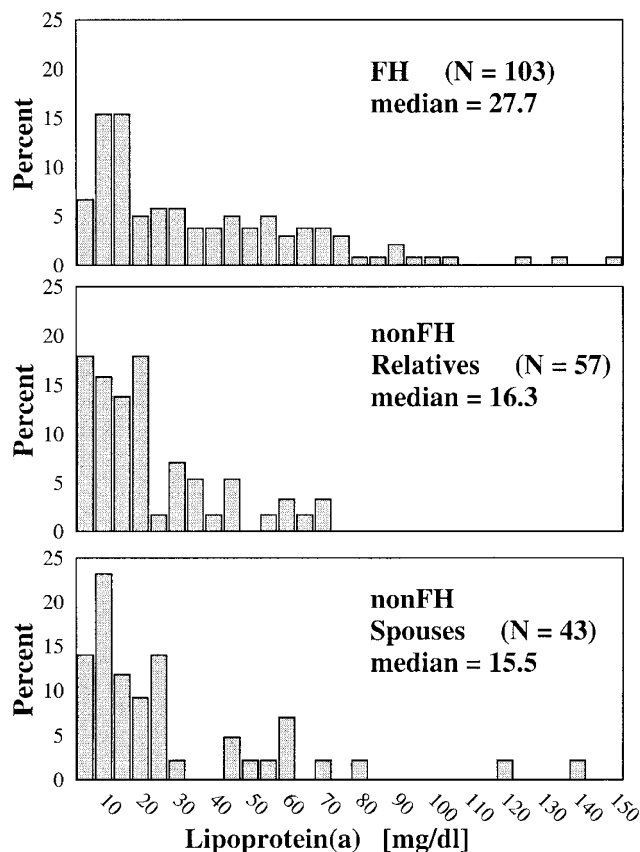 25
20
15
10
5
0
Percent
FH (N = 103)
median = 27.7
25
20
15
10
5
0
Percent
nonFH
Relatives (N = 57)
median = 16.3
25
20
15
10
5
0
Percent
nonFH
Spouses (N = 43)
median = 15.5
10 20 30 40 50 60 70 80 90 100 110 120 130 140 150
Lipoprotein(a) [mg/dl]